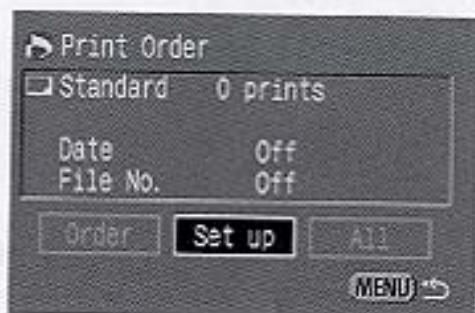 Print Order
Standard 0 prints
Date Off
File No. Off
Order Set up All
MENU